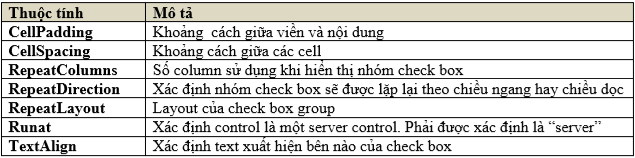 Thuộc tính Mô tả
CellPadding Khoảng cách giữa viền và nội dung
CellSpacing Khoảng cách giữa các cell
RepeatColumns Số column sử dụng khi hiển thị nhóm check box
RepeatDirection Xác định nhóm check box sẽ được lặp lại theo chiều ngang hay chiều dọc
RepeatLayout Layout của check box group
Runat Xác định control là một server control. Phải được xác định là “server”
TextAlign Xác định text xuất hiện bên nào của check box